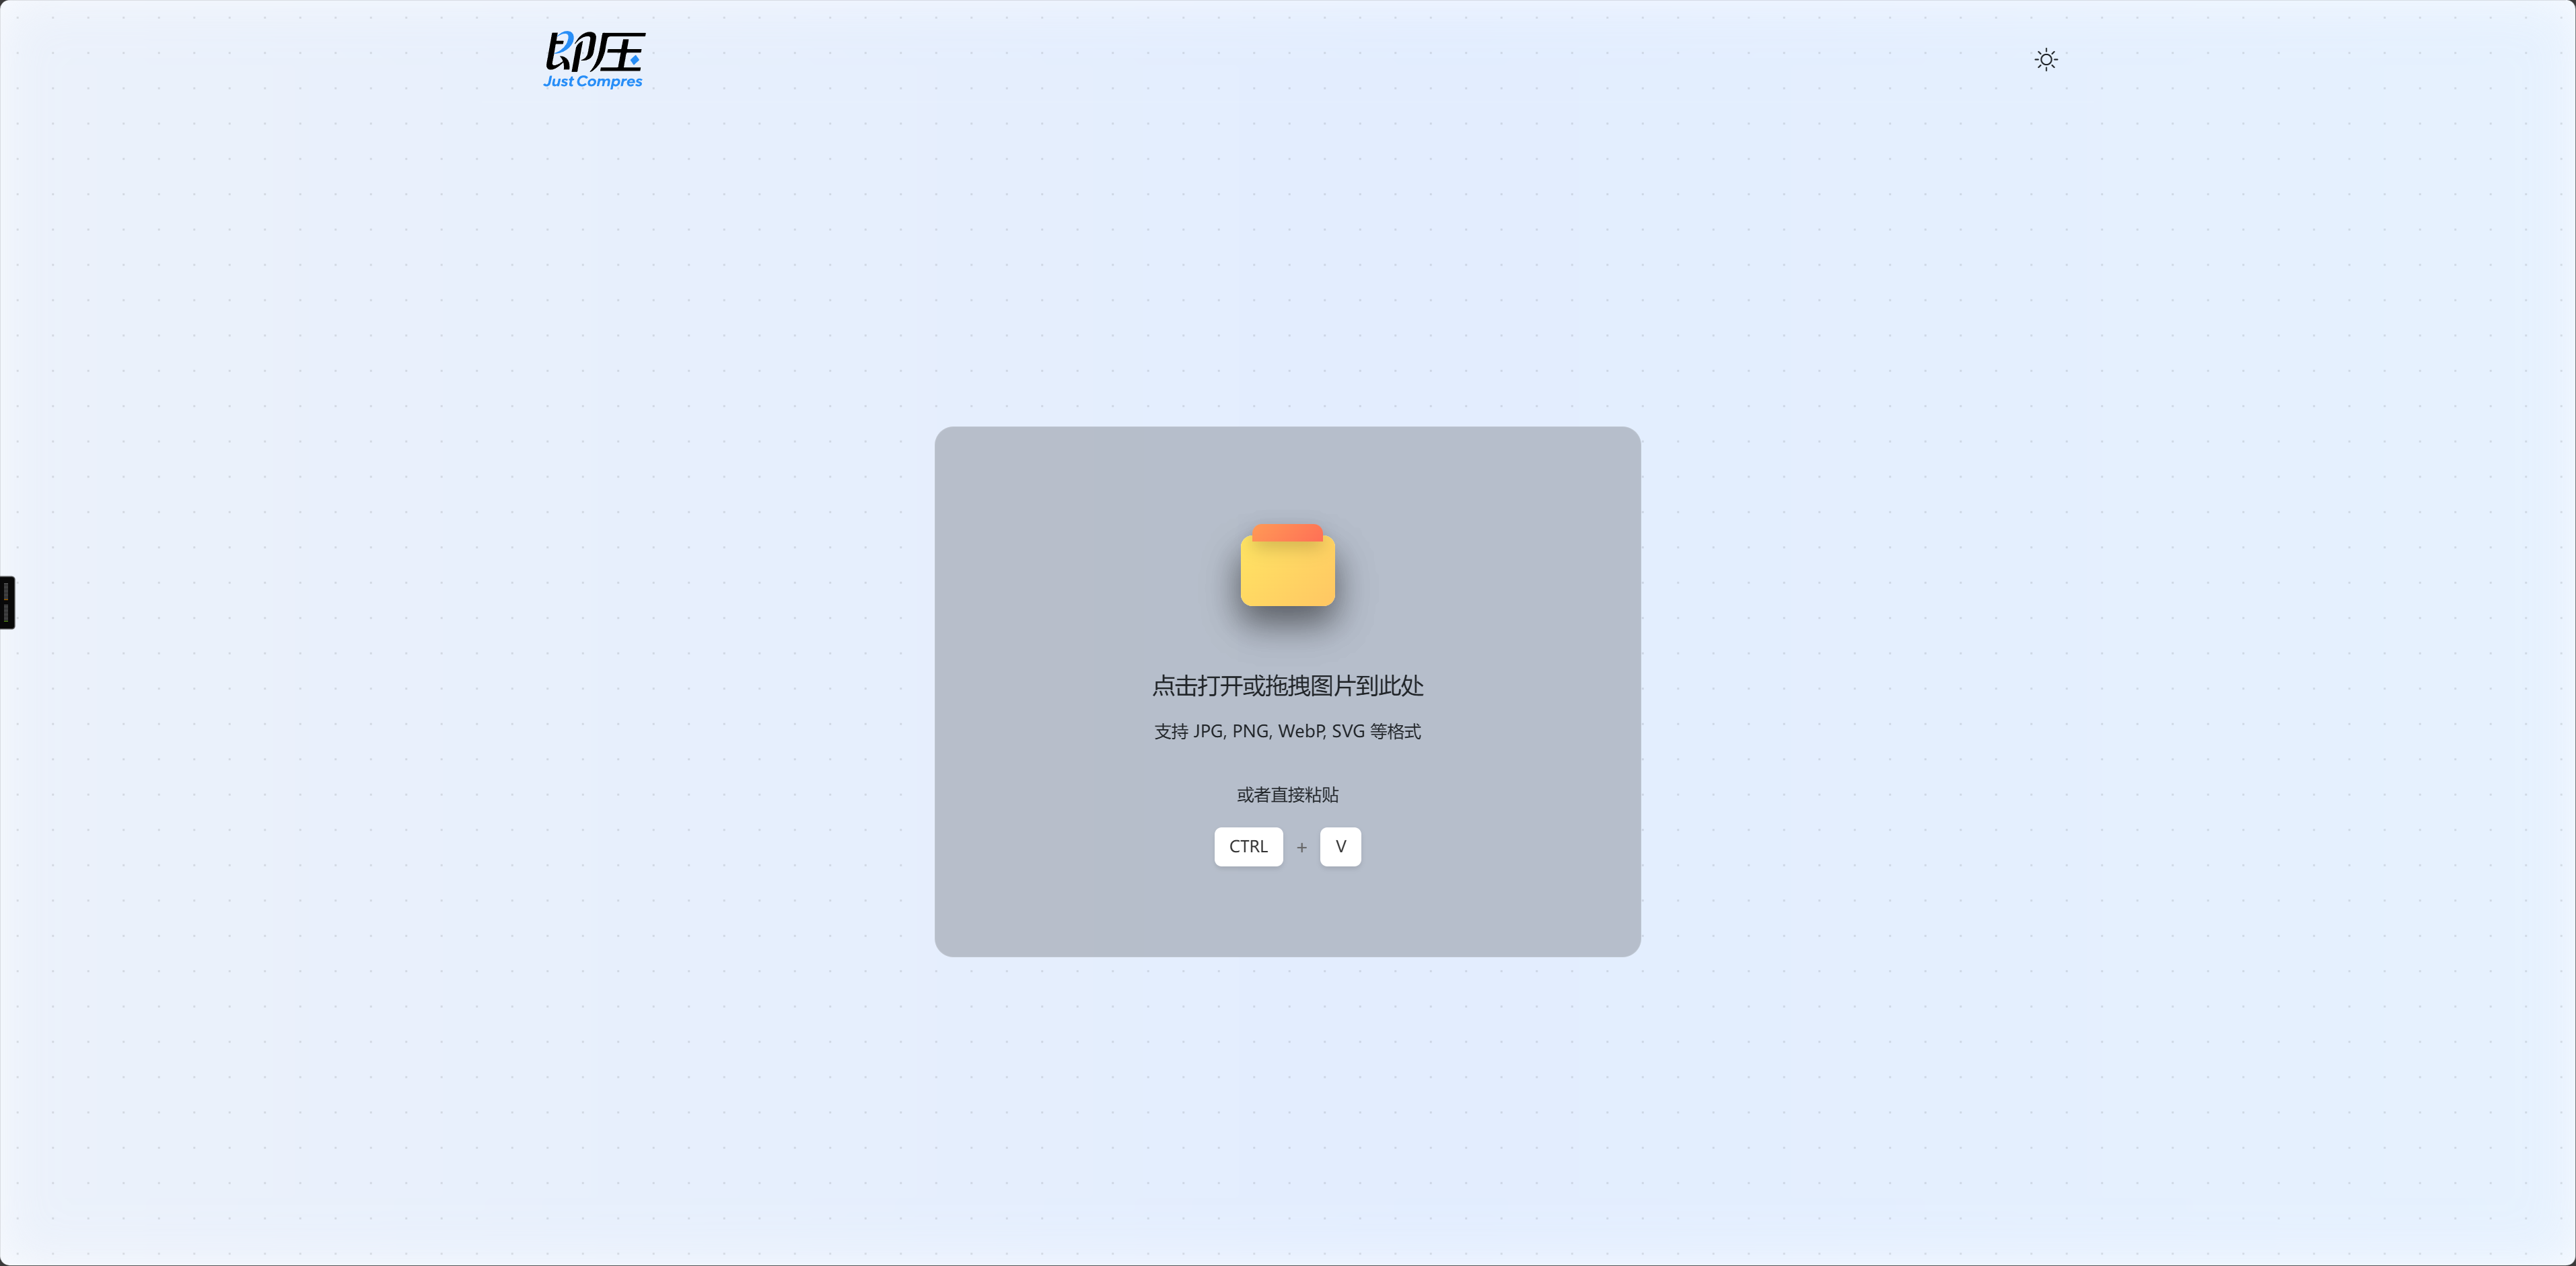 即压
Just Compres
点击打开或拖拽图片到此处
支持 JPG, PNG, WebP, SVG 等格式
或者直接粘贴
CTRL + V